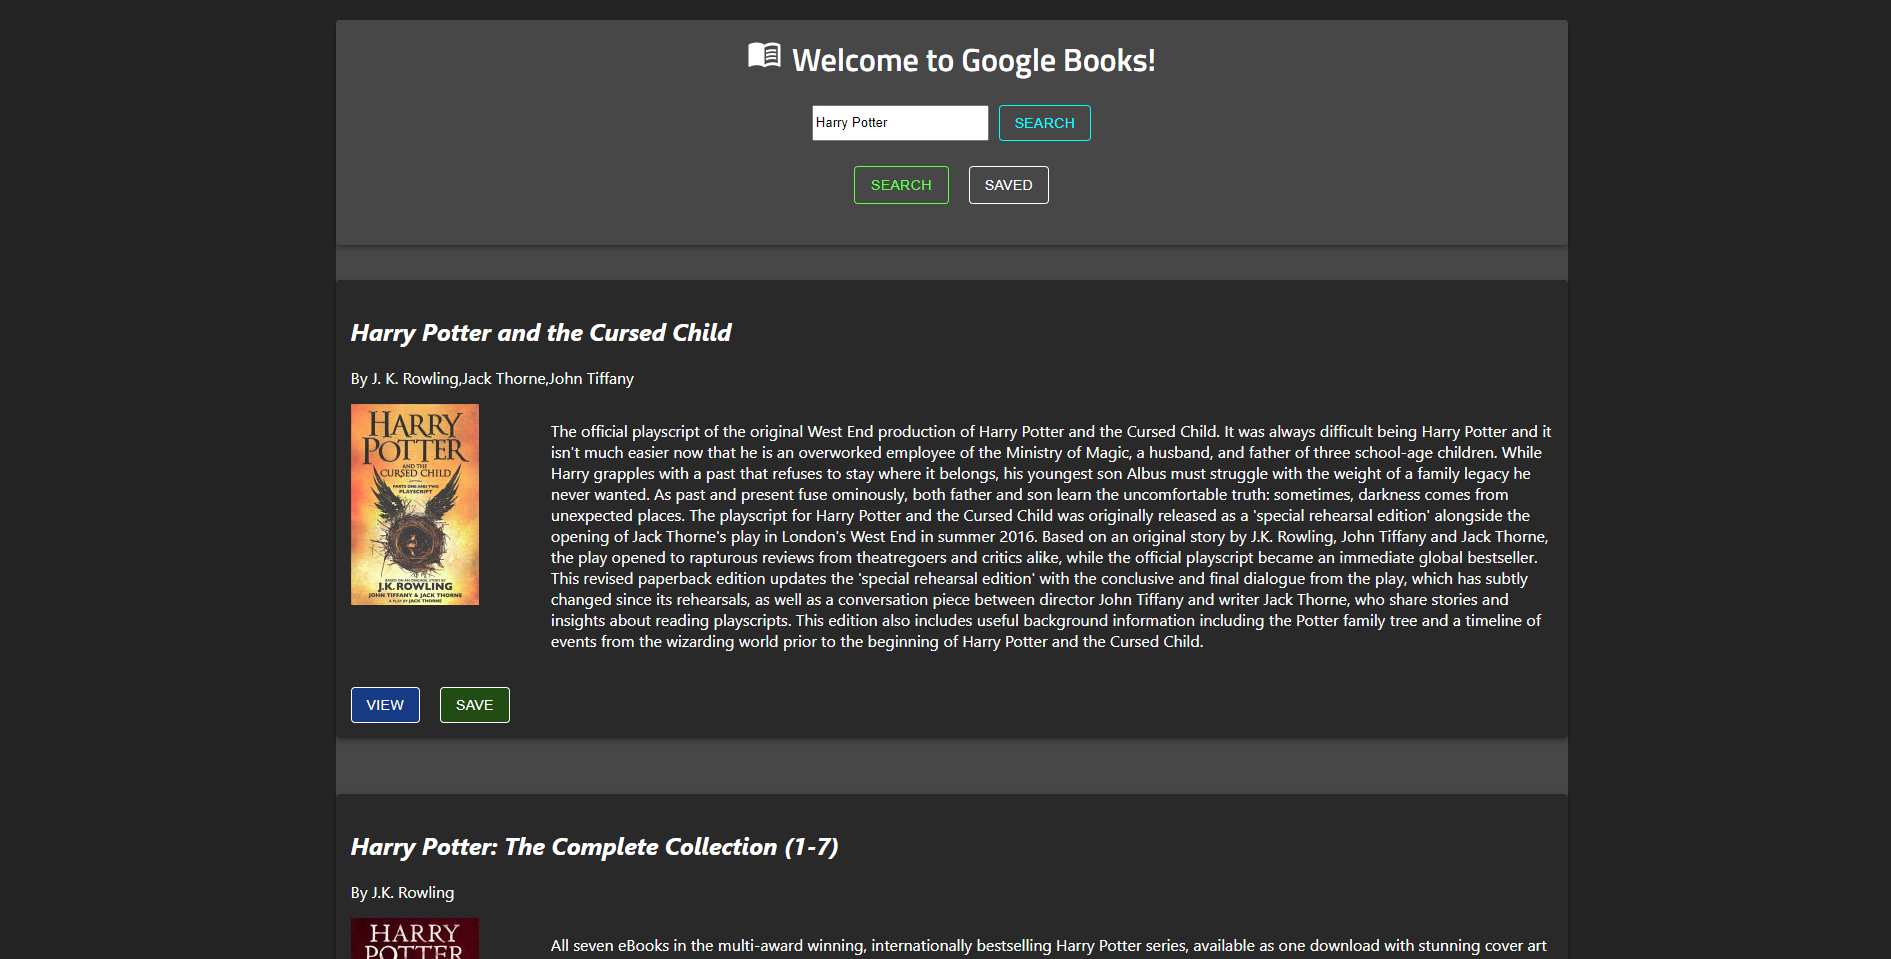 Welcome to Google Books!
Harry Potter
SEARCH
SEARCH
SAVED
Harry Potter and the Cursed Child
By J. K. Rowling,Jack Thorne,John Tiffany
HARRY
POTTER
AND THE
CURSED CHILD
PARTS ONE AND TWO
PLAYSCRIPT
BASED ON AN ORIGINAL STORY BY
J.K. ROWLING
JOHN TIFFANY & JACK THORNE
A PLAY BY JACK THORNE
The official playscript of the original West End production of Harry Potter and the Cursed Child. It was always difficult being Harry Potter and it
isn't much easier now that he is an overworked employee of the Ministry of Magic, a husband, and father of three school-age children. While
Harry grapples with a past that refuses to stay where it belongs, his youngest son Albus must struggle with the weight of a family legacy he
never wanted. As past and present fuse ominously, both father and son learn the uncomfortable truth: sometimes, darkness comes from
unexpected places. The playscript for Harry Potter and the Cursed Child was originally released as a 'special rehearsal edition' alongside the
opening of Jack Thorne's play in London's West End in summer 2016. Based on an original story by J.K. Rowling, John Tiffany and Jack Thorne,
the play opened to rapturous reviews from theatregoers and critics alike, while the official playscript became an immediate global bestseller.
This revised paperback edition updates the 'special rehearsal edition' with the conclusive and final dialogue from the play, which has subtly
changed since its rehearsals, as well as a conversation piece between director John Tiffany and writer Jack Thorne, who share stories and
insights about reading playscripts. This edition also includes useful background information including the Potter family tree and a timeline of
events from the wizarding world prior to the beginning of Harry Potter and the Cursed Child.
VIEW
SAVE
Harry Potter: The Complete Collection (1-7)
By J.K. Rowling
HARRY
POTTER
All seven eBooks in the multi-award winning, internationally bestselling Harry Potter series, available as one download with stunning cover art